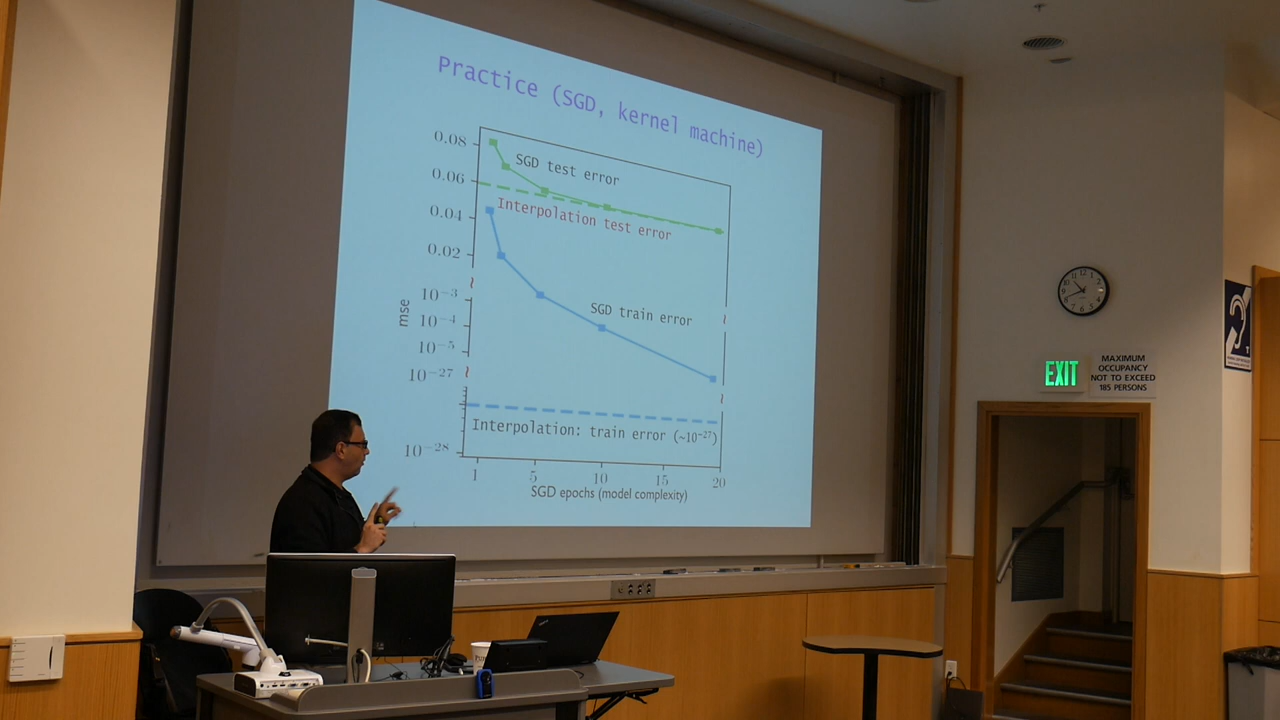 Practice (SGD, kernel machine)
0.08
SGD test error
0.06
Interpolation test error
0.04
0.02
10⁻³
SGD train error
mse
10⁻⁴
10⁻⁵
10⁻²⁷
Interpolation: train error (~10⁻²⁷)
10⁻²⁸
1 5 10 15 20
SGD epochs (model complexity)
EXIT
MAXIMUM
OCCUPANCY
NOT TO EXCEED
185 PERSONS